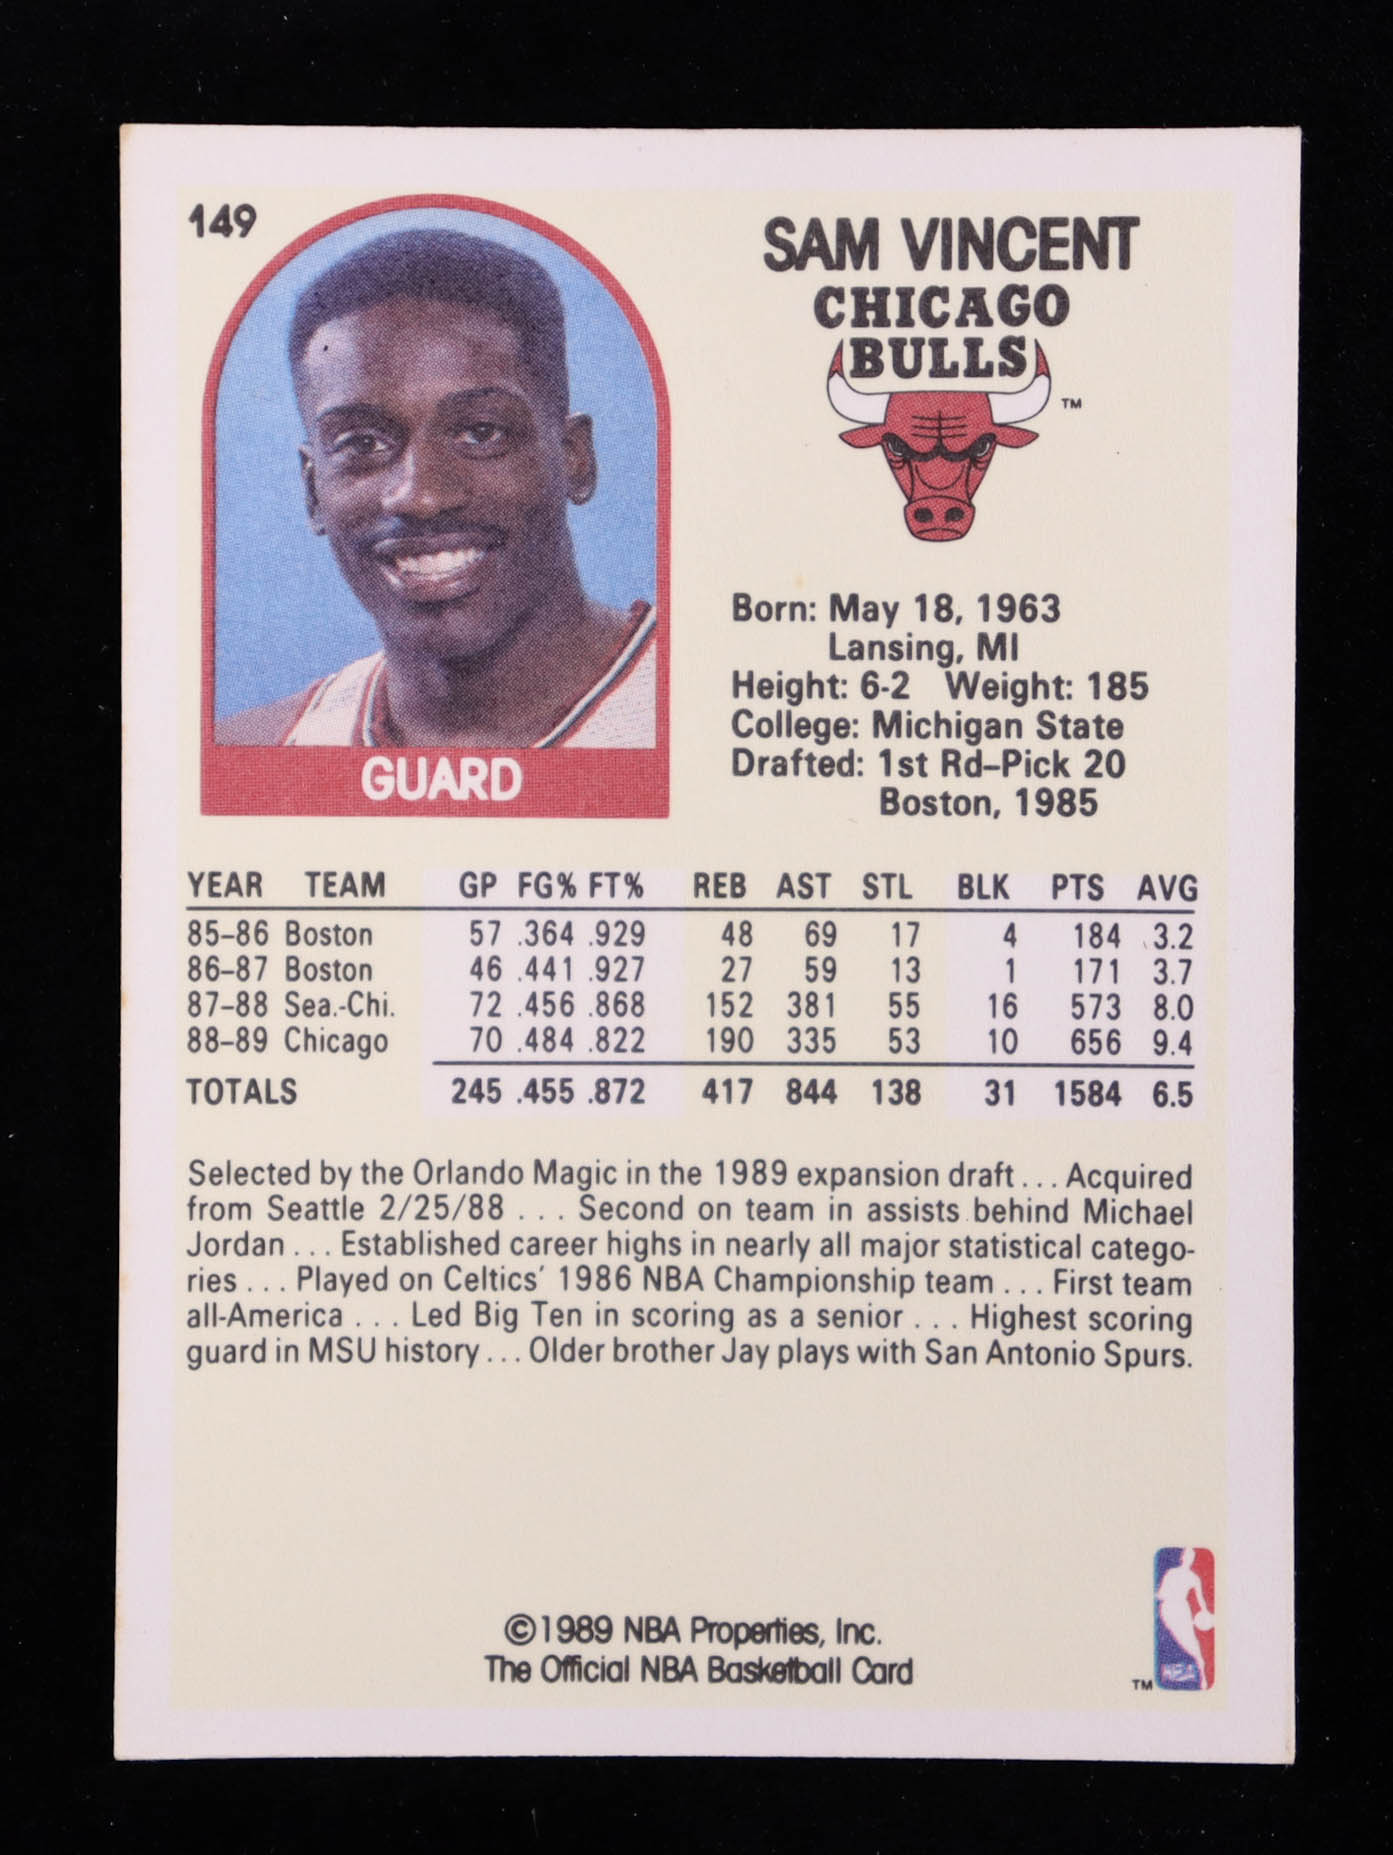 149
SAM VINCENT
CHICAGO
BULLS
TM
Born: May 18, 1963
Lansing, MI
Height: 6-2 Weight: 185
College: Michigan State
Drafted: 1st Rd-Pick 20
Boston, 1985
GUARD
YEAR TEAM GP FG% FT% REB AST STL BLK PTS AVG
85-86 Boston 57 .364 .929 48 69 17 4 184 3.2
86-87 Boston 46 .441 .927 27 59 13 1 171 3.7
87-88 Sea.-Chi. 72 .456 .868 152 381 55 16 573 8.0
88-89 Chicago 70 .484 .822 190 335 53 10 656 9.4
TOTALS 245 .455 .872 417 844 138 31 1584 6.5
Selected by the Orlando Magic in the 1989 expansion draft . . . Acquired
from Seattle 2/25/88 . . . Second on team in assists behind Michael
Jordan . . . Established career highs in nearly all major statistical catego-
ries . . . Played on Celtics' 1986 NBA Championship team . . . First team
all-America . . . Led Big Ten in scoring as a senior . . . Highest scoring
guard in MSU history . . . Older brother Jay plays with San Antonio Spurs.
©1989 NBA Properties, Inc.
The Official NBA Basketball Card
TM
NBA